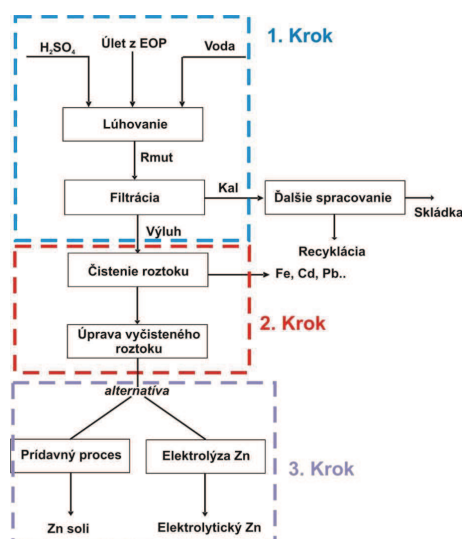 1. Krok
H₂SO₄
Úlet z EOP
Voda
Lúhovanie
Rmut
Filtrácia
Kal
Ďalšie spracovanie
Skládka
Výluh
Recyklácia
Čistenie roztoku
Fe, Cd, Pb..
2. Krok
Úprava vyčisteného
roztoku
alternatíva
Prídavný proces
Elektrolýza Zn
3. Krok
Zn soli
Elektrolytický Zn